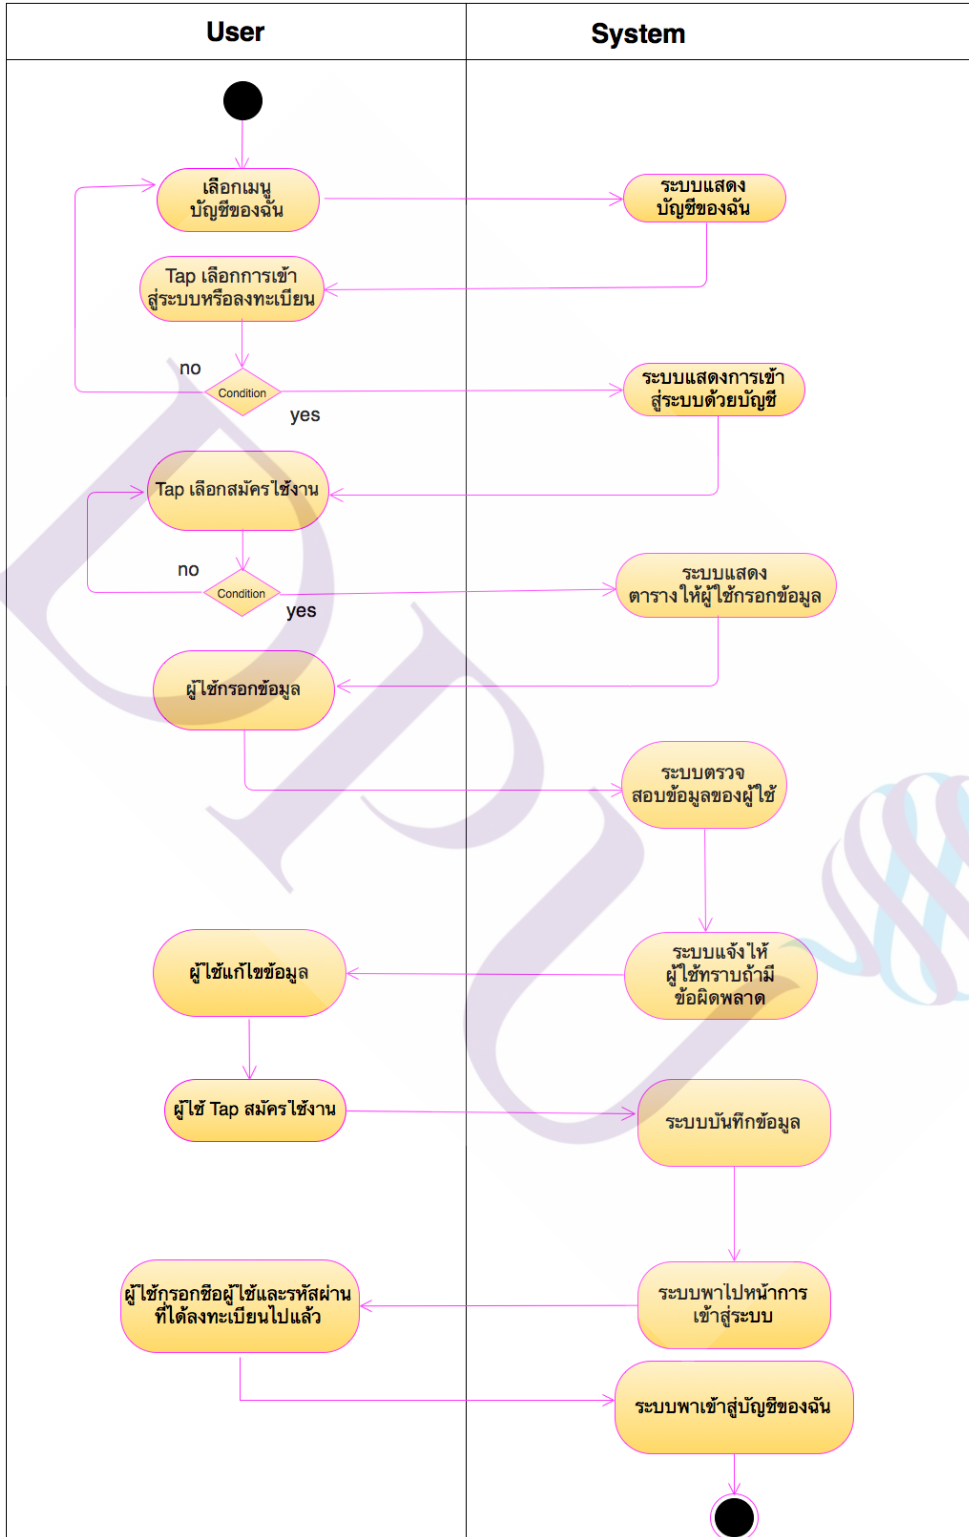 User
System
เลือกเมนู
บัญชีของฉัน
ระบบแสดง
บัญชีของฉัน
Tap เลือกการเข้า
สู่ระบบหรือลงทะเบียน
no
Condition
yes
ระบบแสดงการเข้า
สู่ระบบด้วยบัญชี
Tap เลือกสมัครใช้งาน
no
Condition
yes
ระบบแสดง
ตารางให้ผู้ใช้กรอกข้อมูล
ผู้ใช้กรอกข้อมูล
ระบบตรวจ
สอบข้อมูลของผู้ใช้
ระบบแจ้งให้
ผู้ใช้ทราบถ้ามี
ข้อผิดพลาด
ผู้ใช้แก้ไขข้อมูล
ผู้ใช้ Tap สมัครใช้งาน
ระบบบันทึกข้อมูล
ระบบพาไปหน้าการ
เข้าสู่ระบบ
ผู้ใช้กรอกชือผู้ใช้และรหัสผ่าน
ที่ได้ลงทะเบียนไปแล้ว
ระบบพาเข้าสู่บัญชีของฉัน
DPU